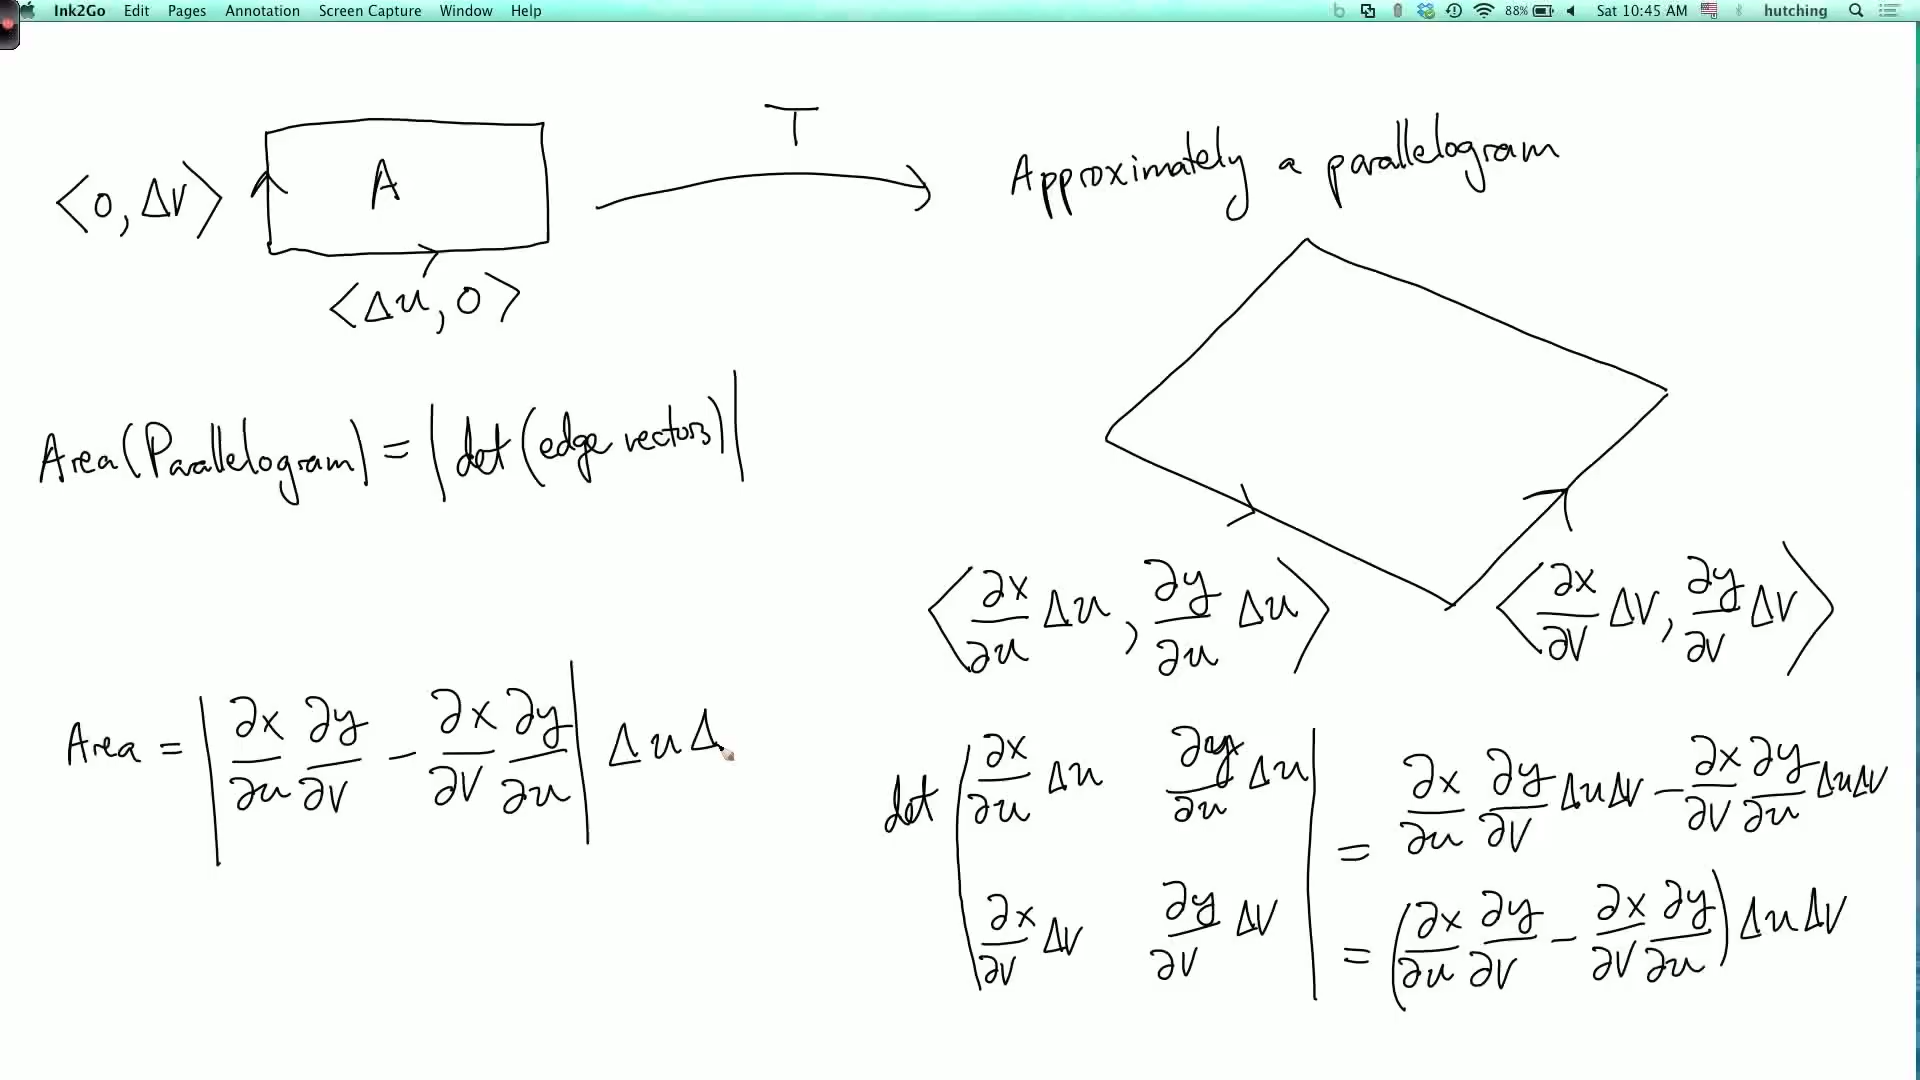 Ink2Go Edit Pages Annotation Screen Capture Window Help 88% Sat 10:45 AM hutching
T
Approximately a parallelogram
<0, Δv> A
<Δu, 0>
Area(Parallelogram) = |det(edge vectors)|
<∂x/∂u Δu, ∂y/∂u Δu> <∂x/∂v Δv, ∂y/∂v Δv>
Area = |∂x/∂u ∂y/∂v - ∂x/∂v ∂y/∂u| Δu Δ
det |∂x/∂u Δu ∂y/∂u Δu| = ∂x/∂u ∂y/∂v ΔuΔv - ∂x/∂v ∂y/∂u ΔuΔv
|∂x/∂v Δv ∂y/∂v Δv| = (∂x/∂u ∂y/∂v - ∂x/∂v ∂y/∂u) Δu Δv